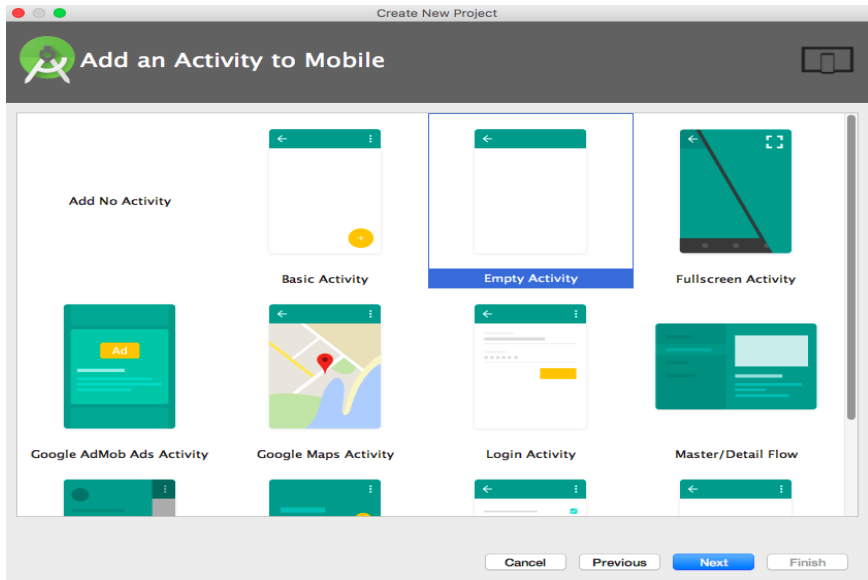 Create New Project
Add an Activity to Mobile
Add No Activity
Basic Activity
Empty Activity
Fullscreen Activity
Ad
Google AdMob Ads Activity
Google Maps Activity
Login Activity
Master/Detail Flow
Cancel
Previous
Next
Finish